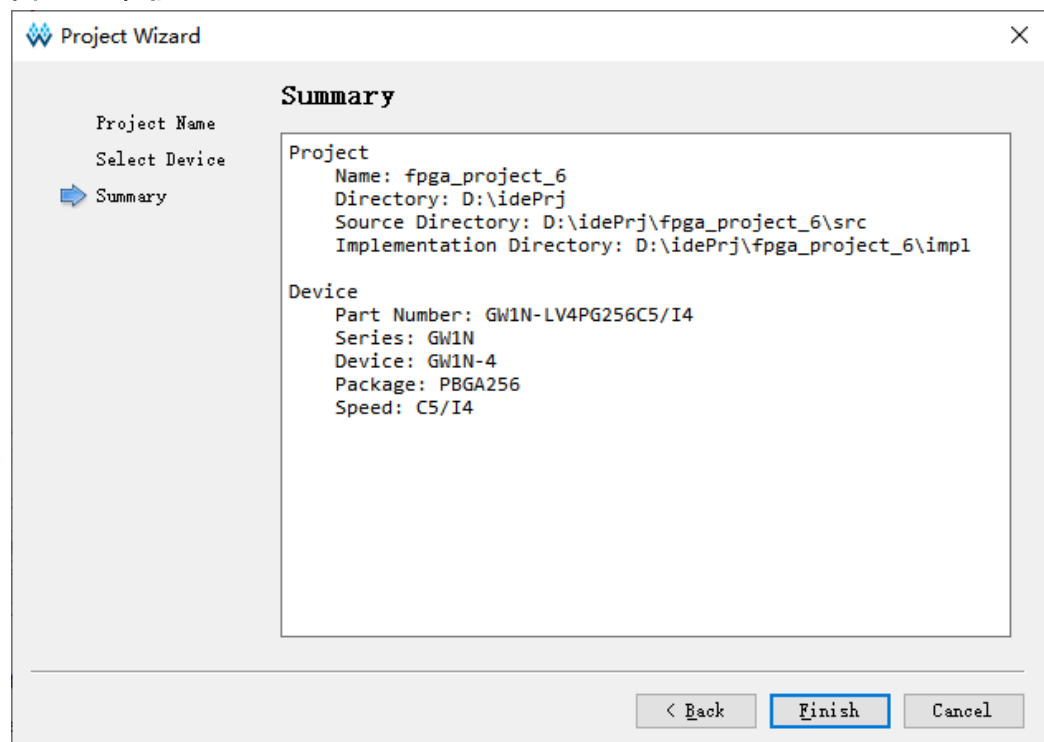 Project Wizard
Project Name
Select Device
Summary
Summary
Project
Name: fpga_project_6
Directory: D:\idePrj
Source Directory: D:\idePrj\fpga_project_6\src
Implementation Directory: D:\idePrj\fpga_project_6\impl
Device
Part Number: GW1N-LV4PG256C5/I4
Series: GW1N
Device: GW1N-4
Package: PBGA256
Speed: C5/I4
< Back
Finish
Cancel